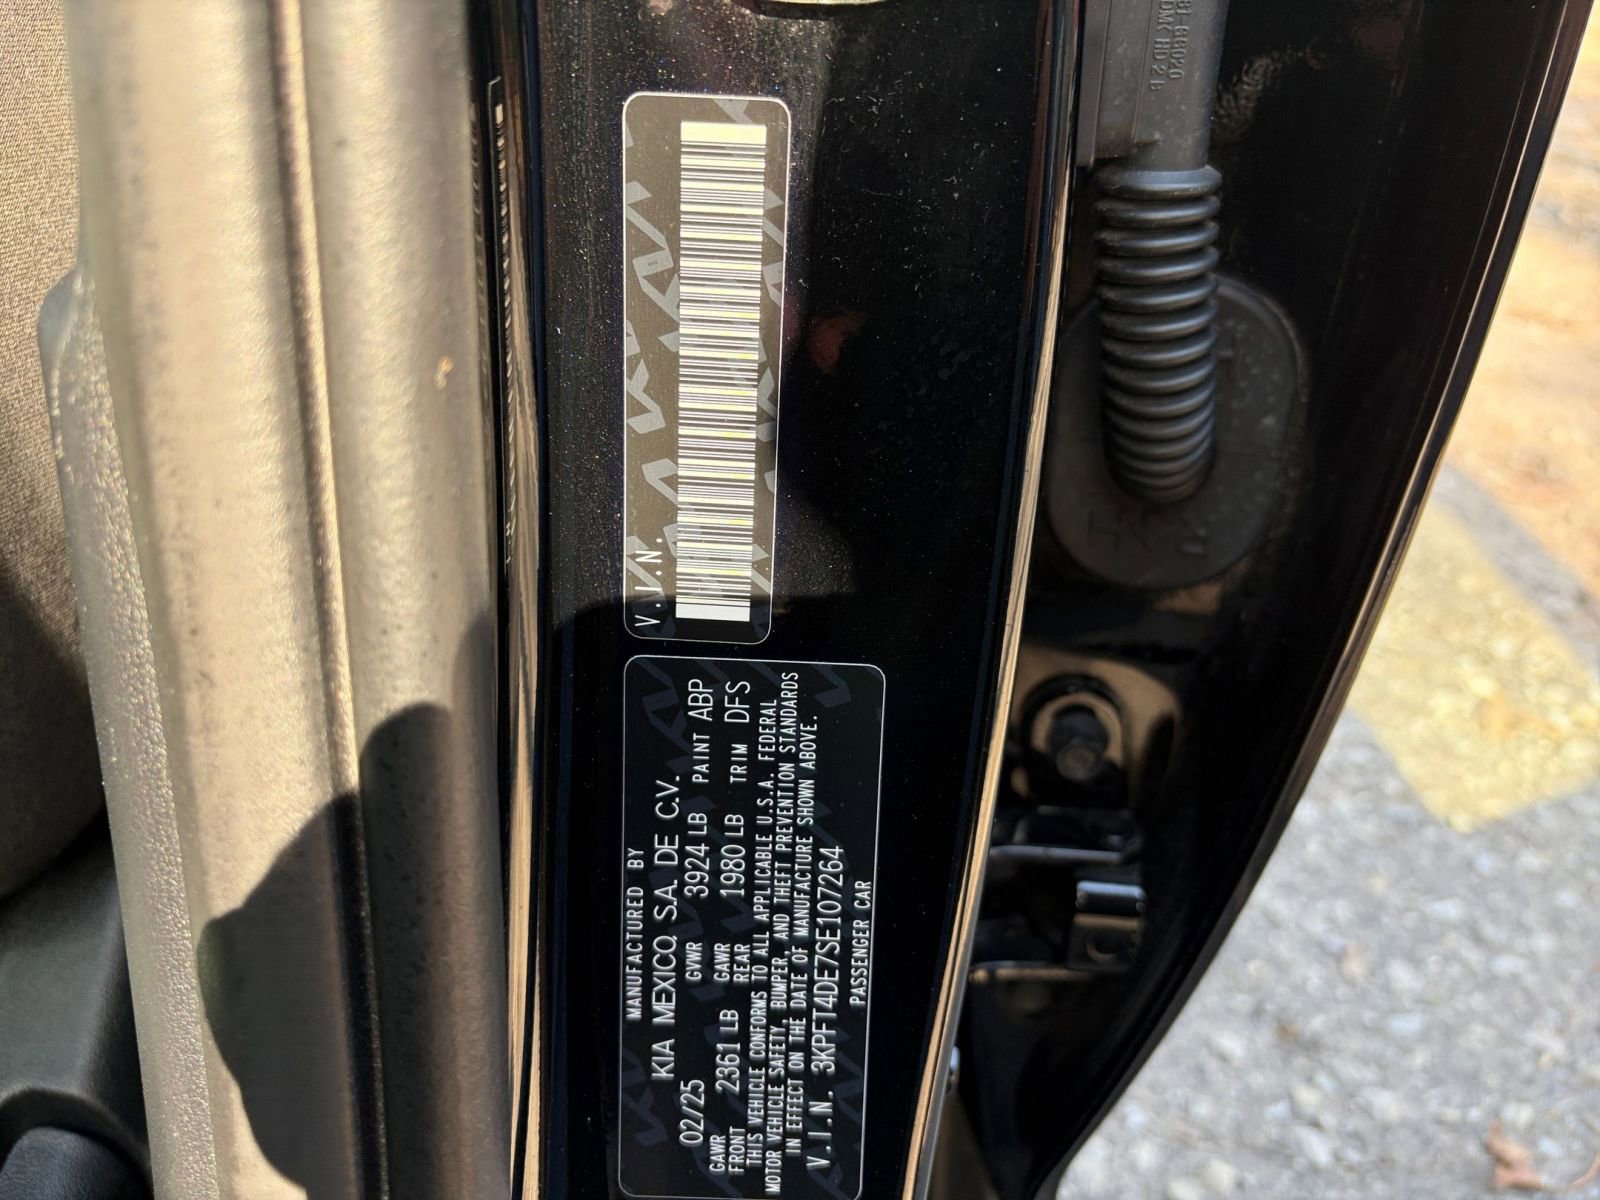 V.I.N.
MANUFACTURED BY
KIA MEXICO, S.A. DE C.V.
02/25 GVWR 3924 LB PAINT ABP
GAWR FRONT 2361 LB GAWR REAR 1980 LB TRIM DFS
THIS VEHICLE CONFORMS TO ALL APPLICABLE U.S.A. FEDERAL
MOTOR VEHICLE SAFETY, BUMPER, AND THEFT PREVENTION STANDARDS
IN EFFECT ON THE DATE OF MANUFACTURE SHOWN ABOVE.
V.I.N. 3KPFT4DE7SE107264
PASSENGER CAR